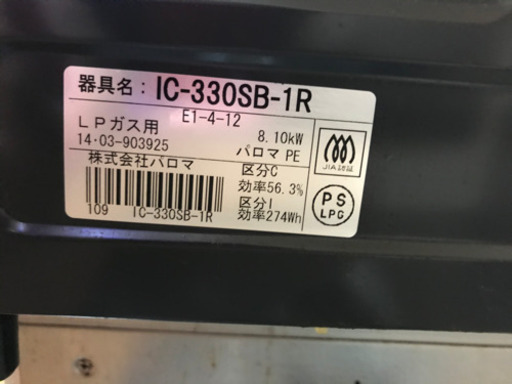 器具名：IC-330SB-1R
E1-4-12
LPガス用
8.10kW
14・03-903925
パロマ PE
株式会社パロマ
区分C
効率56.3%
区分I
効率274Wh
109 IC-330SB-1R
JIA認証
PS
LPG